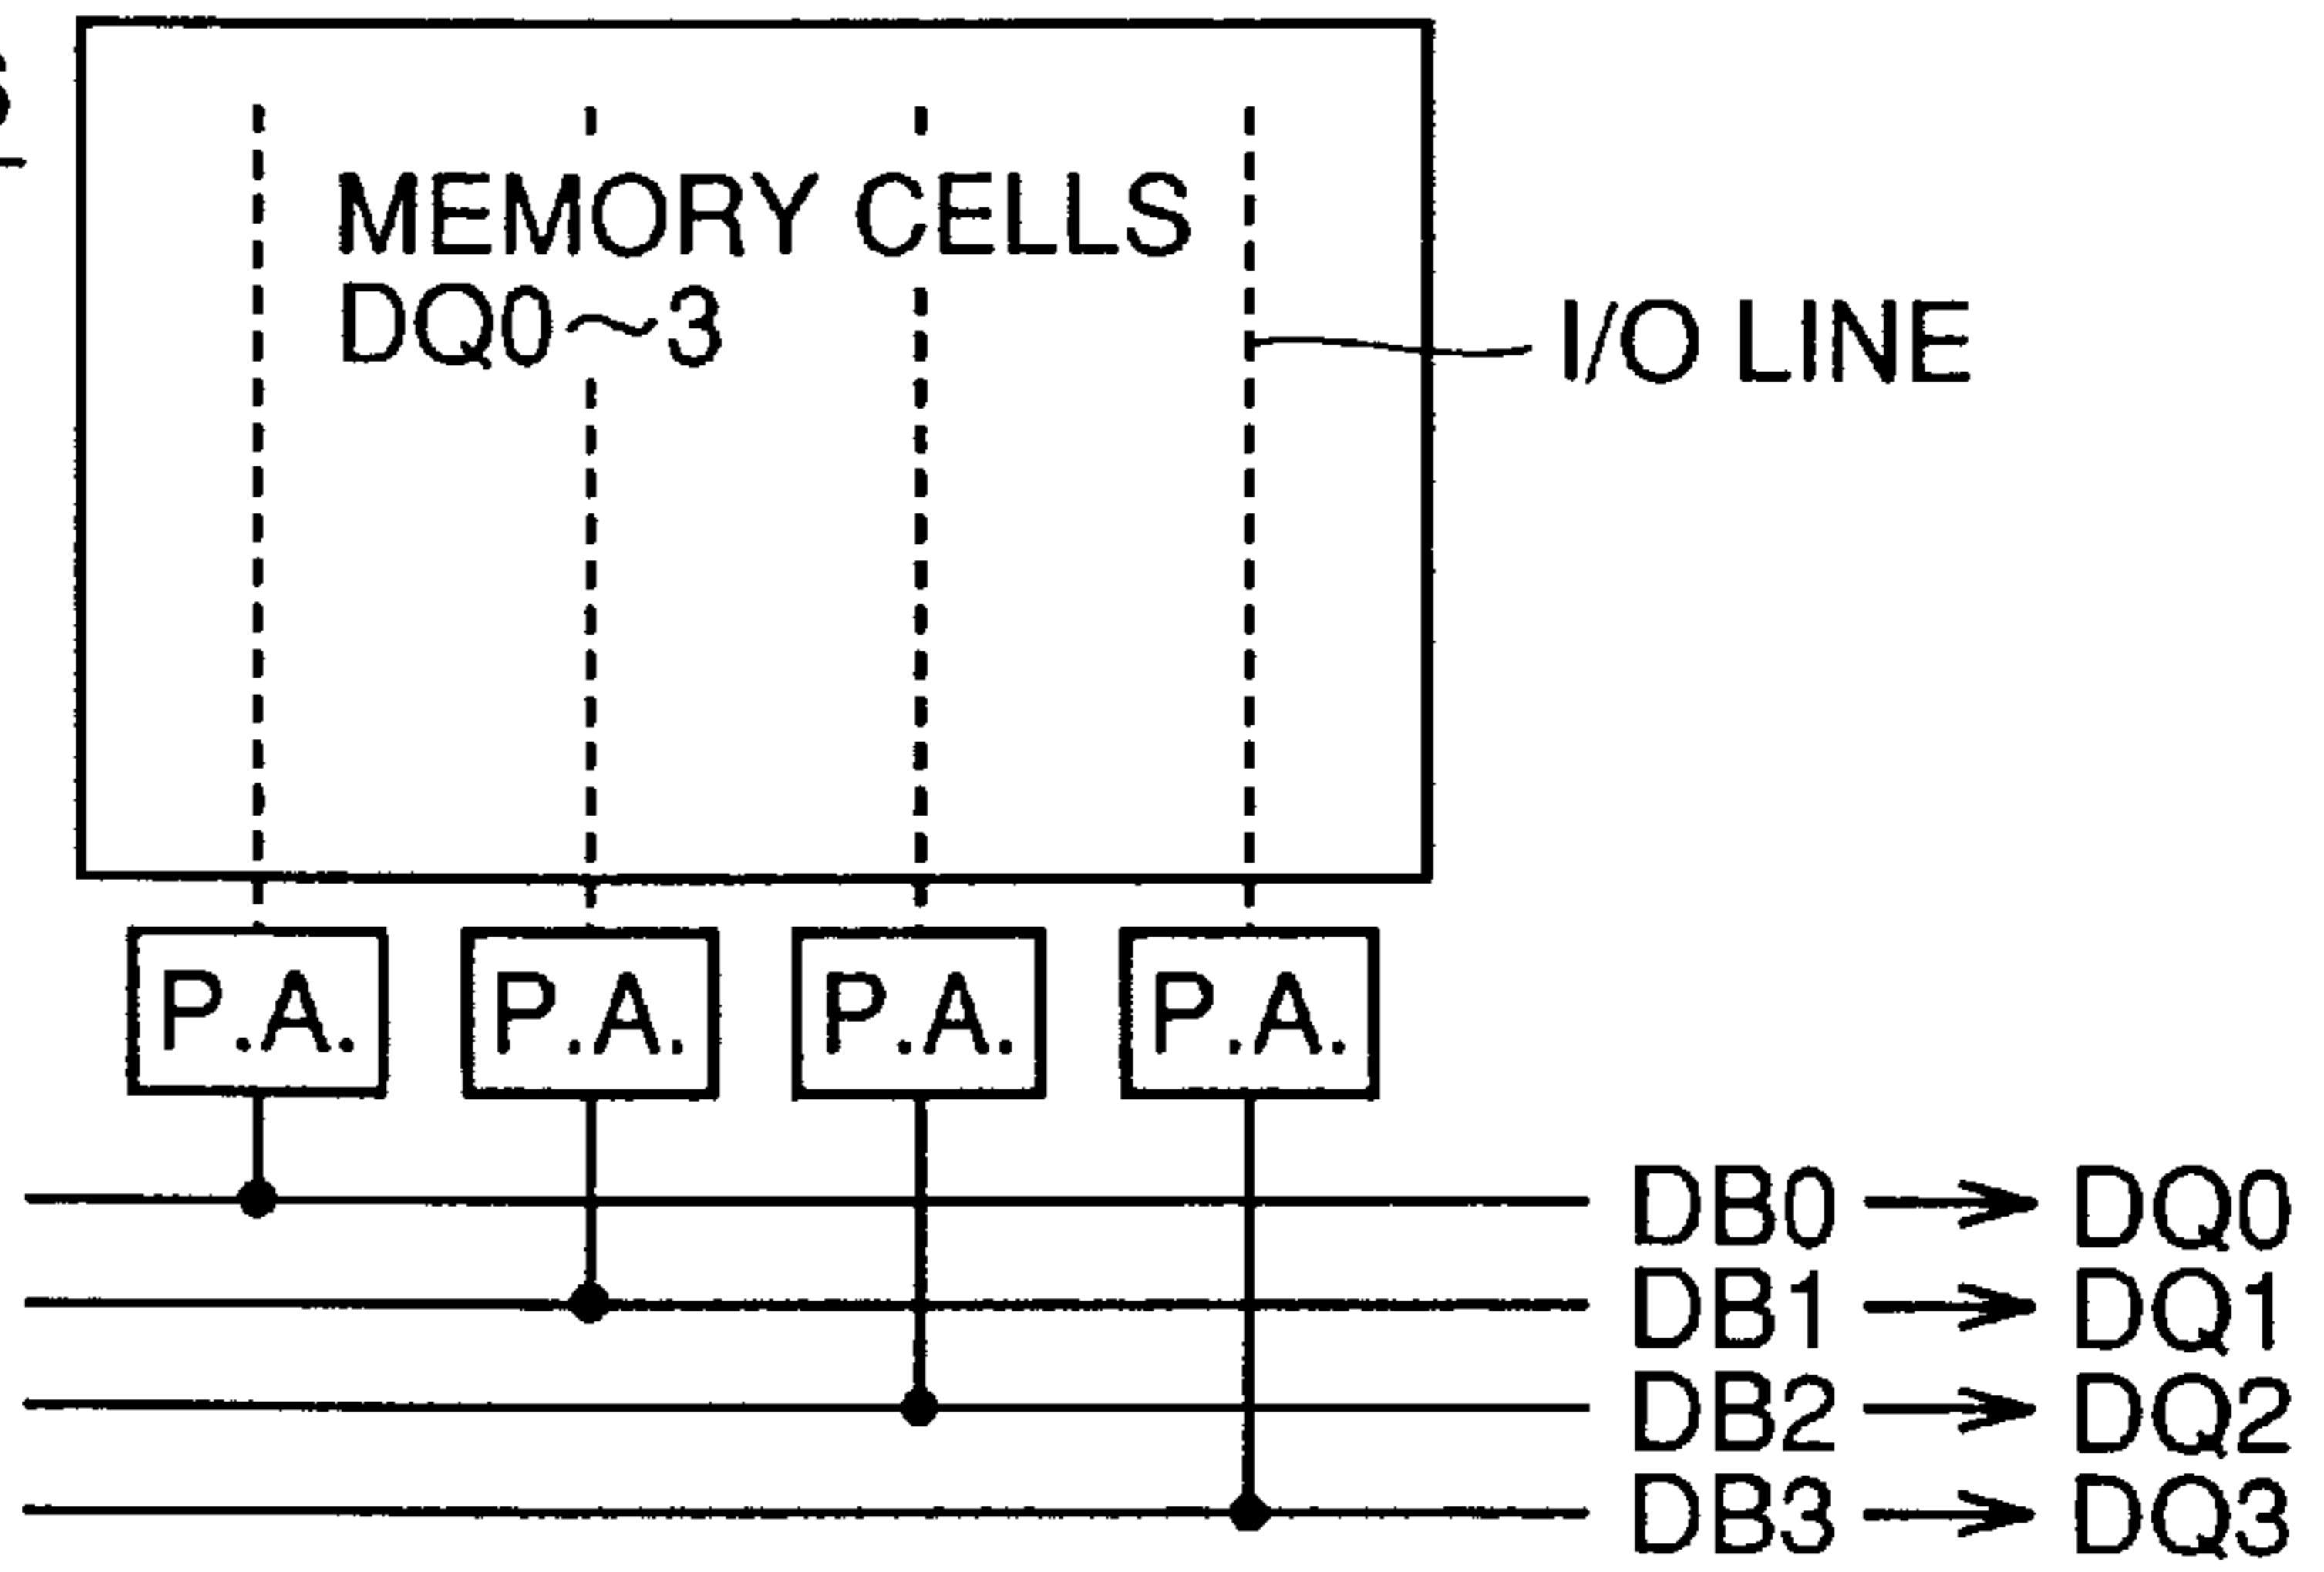 MEMORY CELLS
DQ0～3
I/O LINE
P.A. P.A. P.A. P.A.
DB0 → DQ0
DB1 → DQ1
DB2 → DQ2
DB3 → DQ3